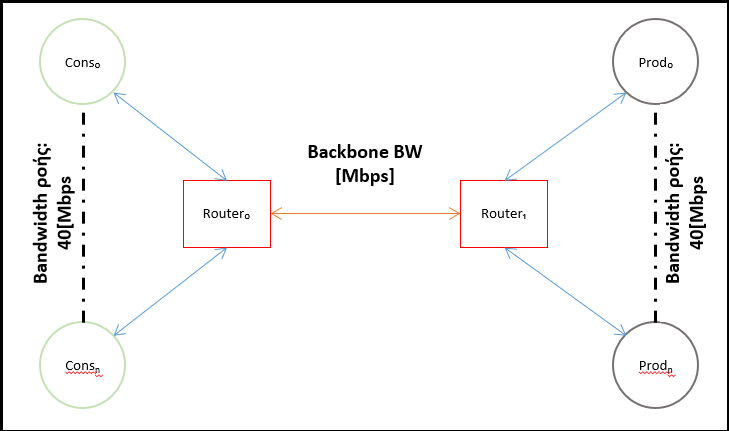 Cons₀
Prod₀
Bandwidth ροής:
40[Mbps
Backbone BW
[Mbps]
Router₀
Router₁
Bandwidth ροής:
40[Mbps
Consₙ
Prodₙ